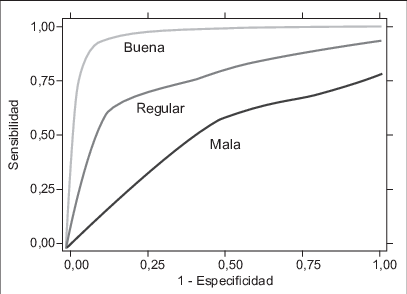 1,00
Buena
0,75
Regular
Sensibilidad
0,50
Mala
0,25
0,00
0,00 0,25 0,50 0,75 1,00
1 - Especificidad